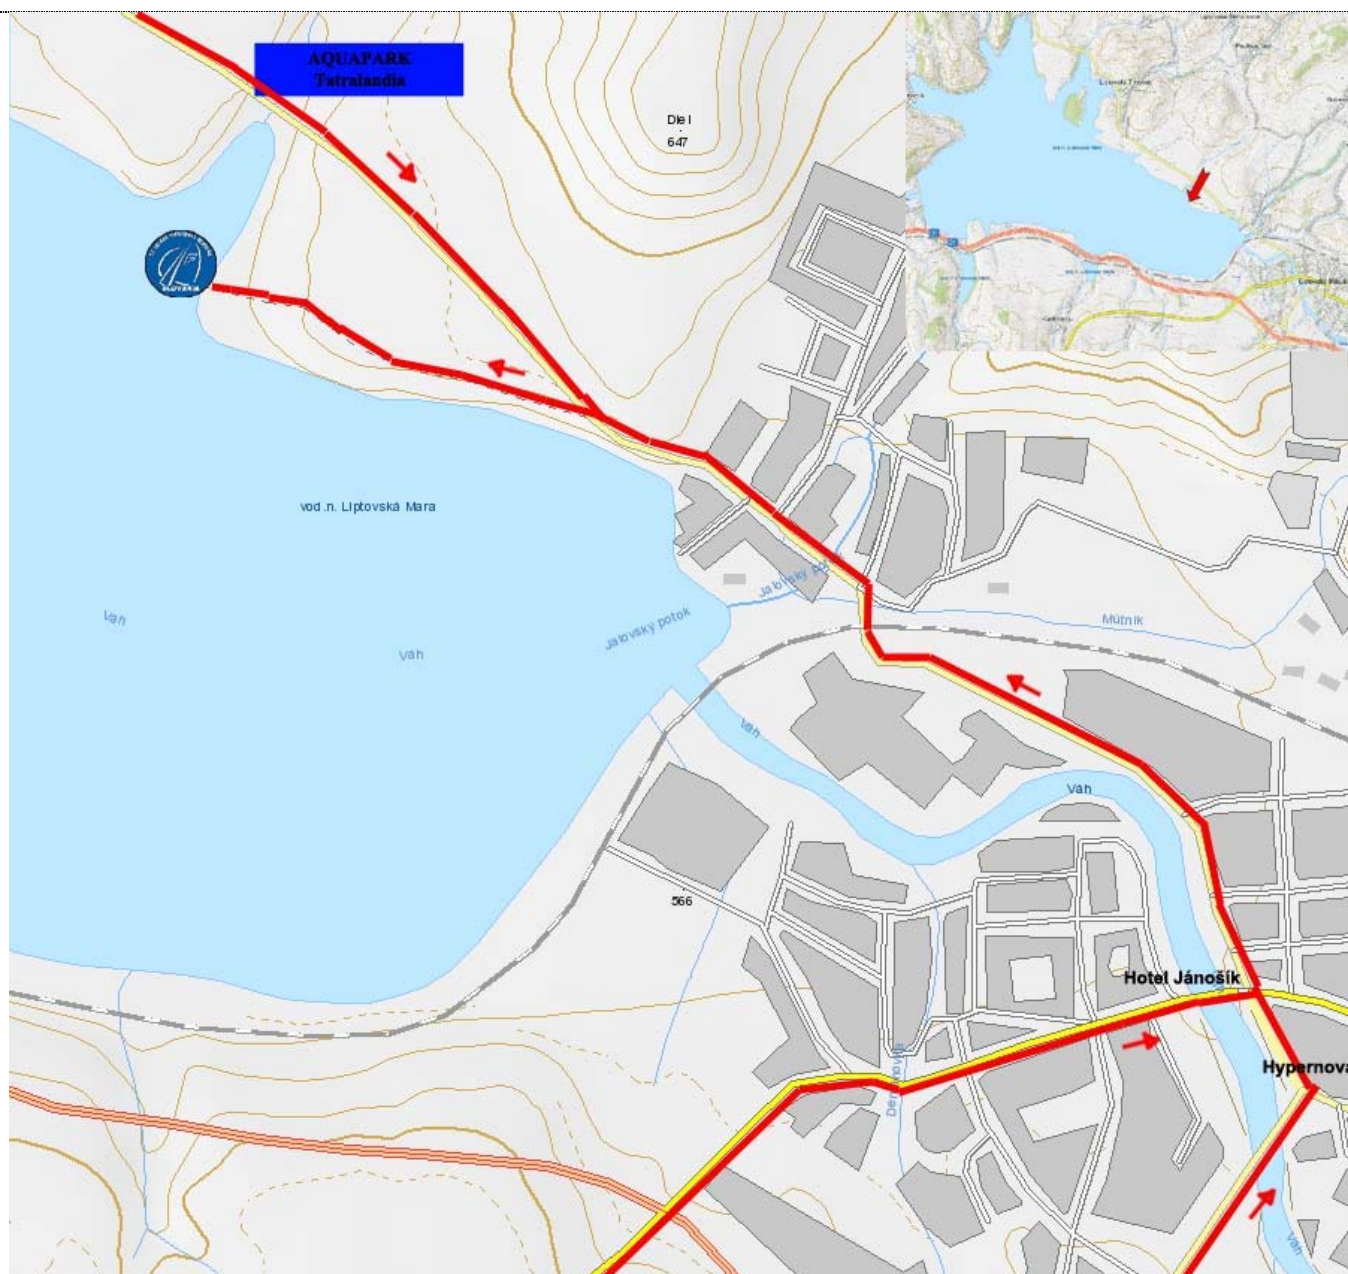 AQUAPARK
Tatralandia
Diel
647
vod.n. Liptovská Mara
Váh
Váh
Jalovský potok
Jalovský potok
Mútnik
Váh
Váh
566
Hotel Jánošík
Hypernova
Váh